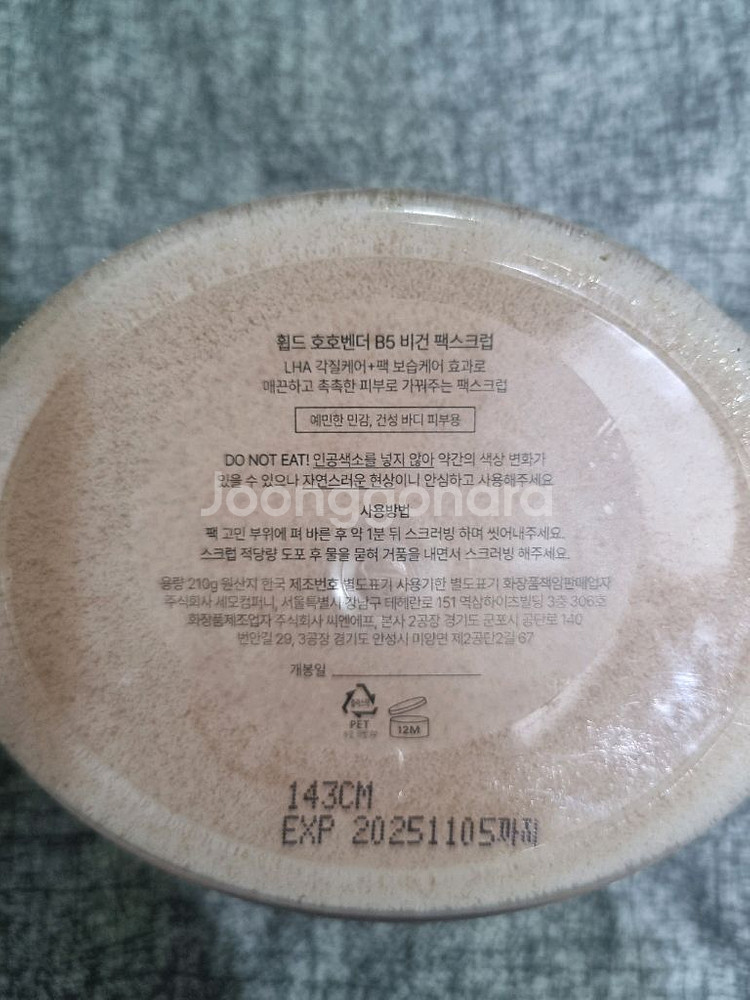 휩드 호호벤더 B5 비건 팩스크럽
LHA 각질케어+팩 보습케어 효과로
매끈하고 촉촉한 피부로 가꿔주는 팩스크럽
예민한 민감, 건성 바디 피부용
DO NOT EAT! 인공색소를 넣지 않아 약간의 색상 변화가
있을 수 있으나 자연스러운 현상이니 안심하고 사용해주세요
Joonggonara
사용방법
팩 고민 부위에 펴 바른 후 약 1분 뒤 스크러빙 하며 씻어내주세요.
스크럽 적당량 도포 후 물을 묻혀 거품을 내면서 스크러빙 해주세요.
용량 210g 원산지 한국 제조번호 별도표기 사용기한 별도표기 화장품책임판매업자
주식회사 세모컴퍼니, 서울특별시 강남구 테헤란로 151 역삼하이츠빌딩 3층 306호
화장품제조업자 주식회사 씨엔에프, 본사 2공장 경기도 군포시 공단로 140
번안길 29, 3공장 경기도 안성시 미양면 제2공단2길 67
개봉일
PET
12M
143CM
EXP 20251105까지